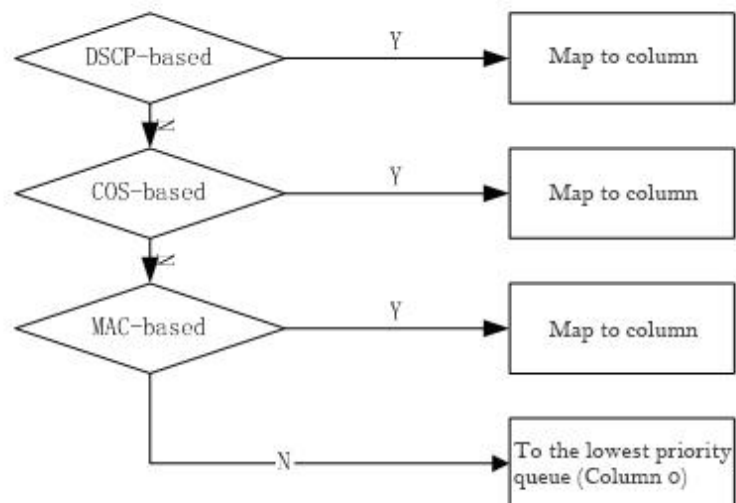 DSCP-based
Y
Map to column
N
COS-based
Y
Map to column
N
MAC-based
Y
Map to column
N
To the lowest priority
queue (Column 0)